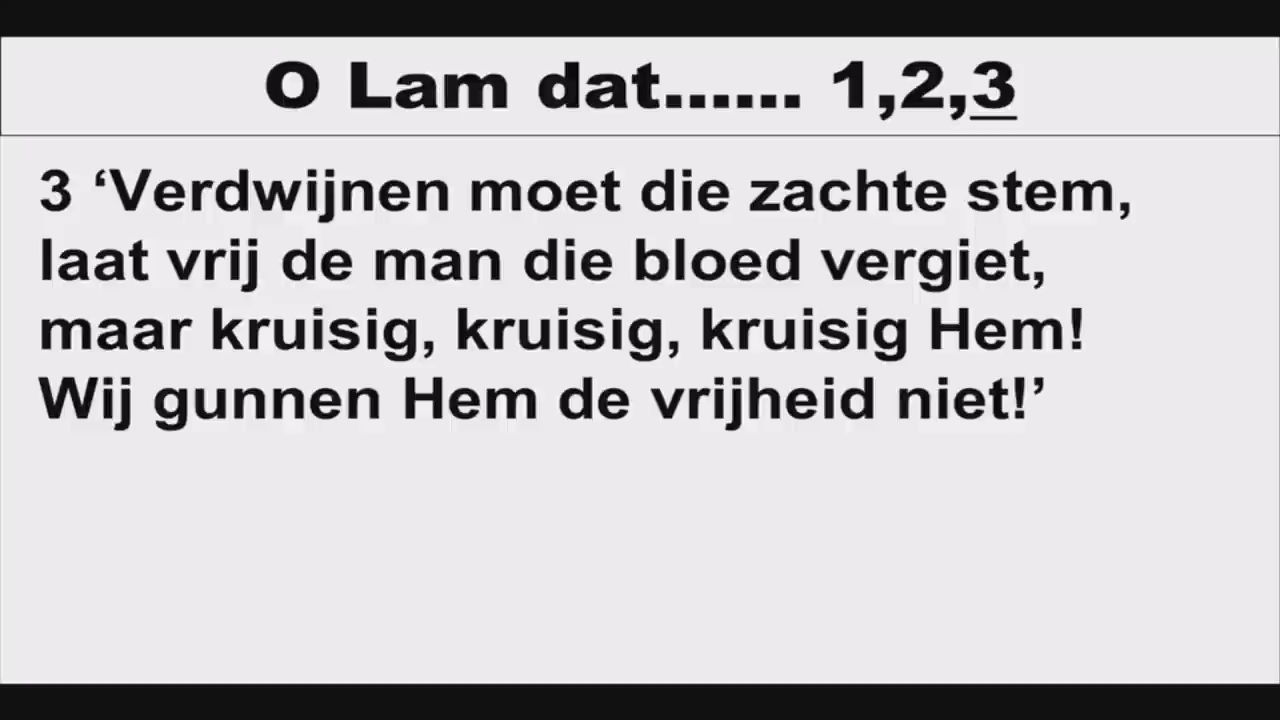 O Lam dat...... 1,2,3
3 ‘Verdwijnen moet die zachte stem,
laat vrij de man die bloed vergiet,
maar kruisig, kruisig, kruisig Hem!
Wij gunnen Hem de vrijheid niet!’